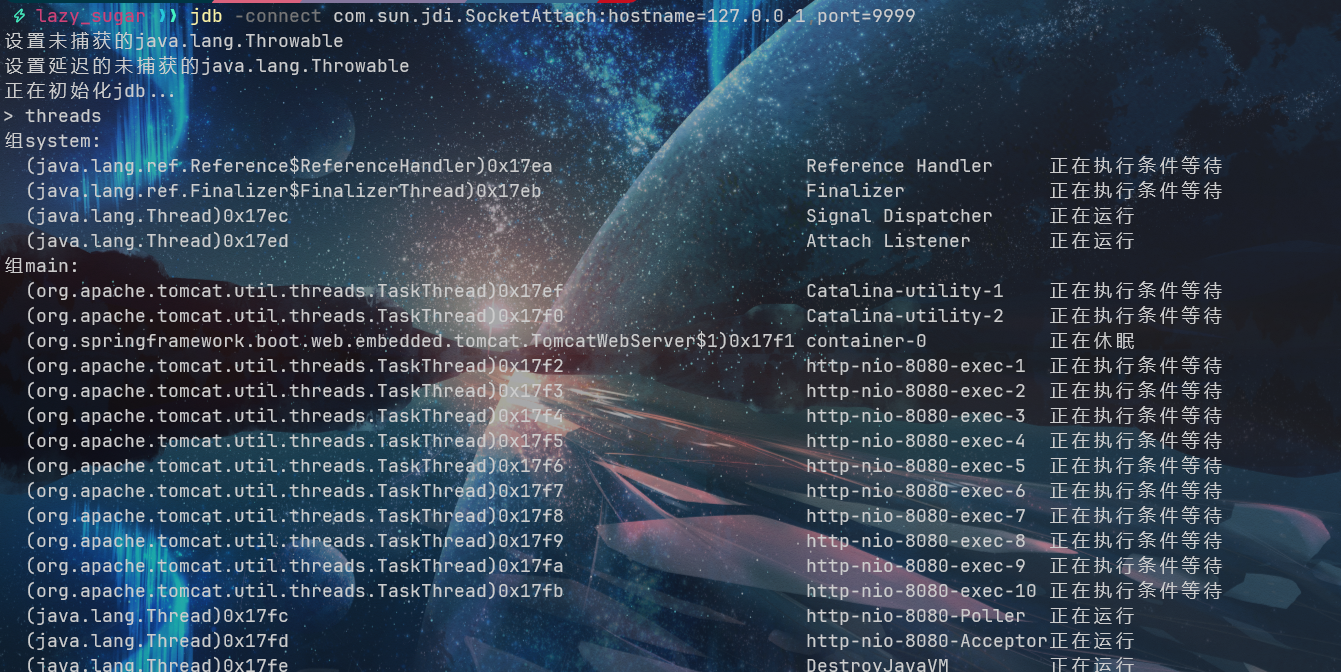 lazy_sugar ⟫ jdb -connect com.sun.jdi.SocketAttach:hostname=127.0.0.1,port=9999
设置未捕获的java.lang.Throwable
设置延迟的未捕获的java.lang.Throwable
正在初始化jdb...
> threads
组system:
(java.lang.ref.Reference$ReferenceHandler)0x17ea Reference Handler 正在执行条件等待
(java.lang.ref.Finalizer$FinalizerThread)0x17eb Finalizer 正在执行条件等待
(java.lang.Thread)0x17ec Signal Dispatcher 正在运行
(java.lang.Thread)0x17ed Attach Listener 正在运行
组main:
(org.apache.tomcat.util.threads.TaskThread)0x17ef Catalina-utility-1 正在执行条件等待
(org.apache.tomcat.util.threads.TaskThread)0x17f0 Catalina-utility-2 正在执行条件等待
(org.springframework.boot.web.embedded.tomcat.TomcatWebServer$1)0x17f1 container-0 正在休眠
(org.apache.tomcat.util.threads.TaskThread)0x17f2 http-nio-8080-exec-1 正在执行条件等待
(org.apache.tomcat.util.threads.TaskThread)0x17f3 http-nio-8080-exec-2 正在执行条件等待
(org.apache.tomcat.util.threads.TaskThread)0x17f4 http-nio-8080-exec-3 正在执行条件等待
(org.apache.tomcat.util.threads.TaskThread)0x17f5 http-nio-8080-exec-4 正在执行条件等待
(org.apache.tomcat.util.threads.TaskThread)0x17f6 http-nio-8080-exec-5 正在执行条件等待
(org.apache.tomcat.util.threads.TaskThread)0x17f7 http-nio-8080-exec-6 正在执行条件等待
(org.apache.tomcat.util.threads.TaskThread)0x17f8 http-nio-8080-exec-7 正在执行条件等待
(org.apache.tomcat.util.threads.TaskThread)0x17f9 http-nio-8080-exec-8 正在执行条件等待
(org.apache.tomcat.util.threads.TaskThread)0x17fa http-nio-8080-exec-9 正在执行条件等待
(org.apache.tomcat.util.threads.TaskThread)0x17fb http-nio-8080-exec-10 正在执行条件等待
(java.lang.Thread)0x17fc http-nio-8080-Poller 正在运行
(java.lang.Thread)0x17fd http-nio-8080-Acceptor 正在运行
(java.lang.Thread)0x17fe DestroyJavaVM 正在运行